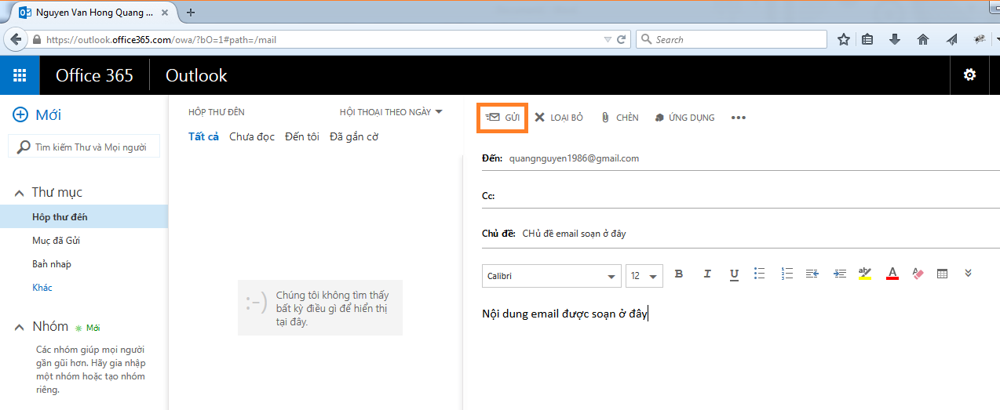 Nguyen Van Hong Quang ...
https://outlook.office365.com/owa/?bO=1#path=/mail
Search
Office 365
Outlook
Mới
Tìm kiếm Thư và Mọi người
Thư mục
Hộp thư đến
Mục đã Gửi
Bản nháp
Khác
Nhóm
Mới
Các nhóm giúp mọi người
gần gũi hơn. Hãy gia nhập
một nhóm hoặc tạo nhóm
riêng.
HỘP THƯ ĐẾN
HỘI THOẠI THEO NGÀY
Tất cả Chưa đọc Đến tôi Đã gắn cờ
:-)
Chúng tôi không tìm thấy
bất kỳ điều gì để hiển thị
tại đây.
GỬI
LOẠI BỎ
CHÈN
ỨNG DỤNG
Đến: quangnguyen1986@gmail.com
Cc:
Chủ đề: CHủ đề email soạn ở đây
Calibri
12
B I U
Nội dung email được soạn ở đây